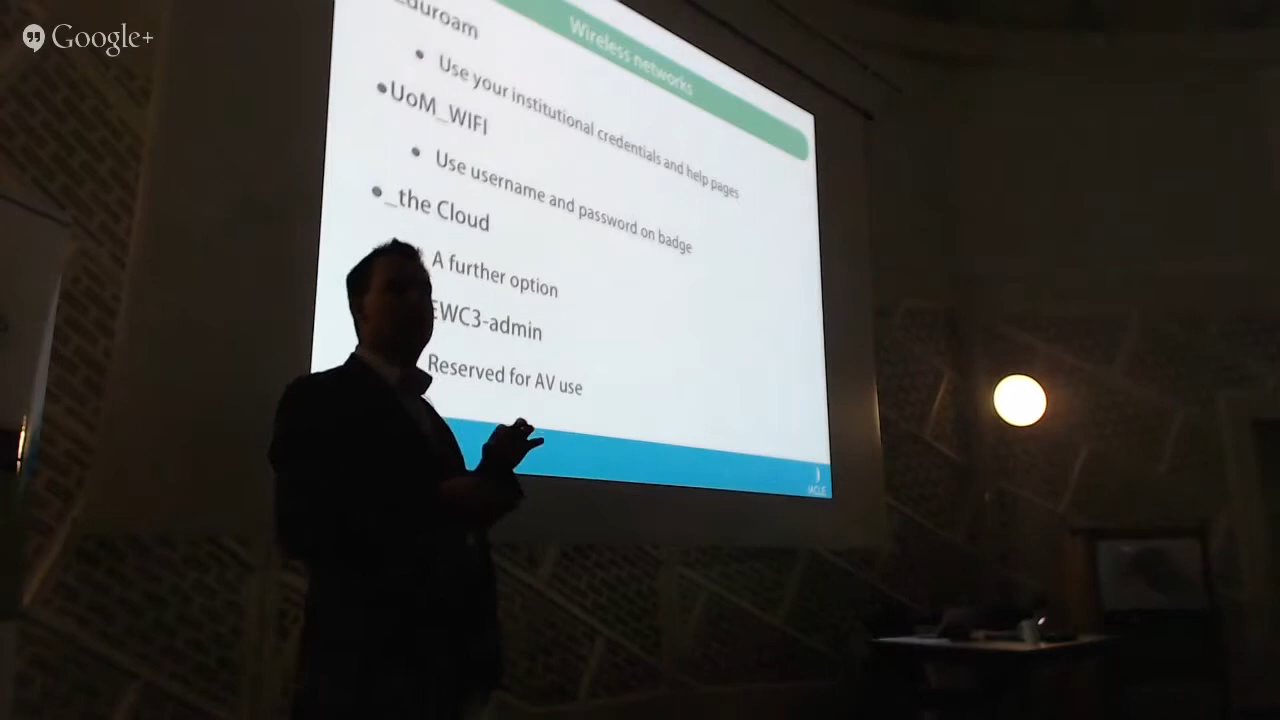 Google+
Wireless networks
_duroam
Use your institutional credentials and help pages
UoM_WIFI
Use username and password on badge
_the Cloud
A further option
EWC3-admin
Reserved for AV use